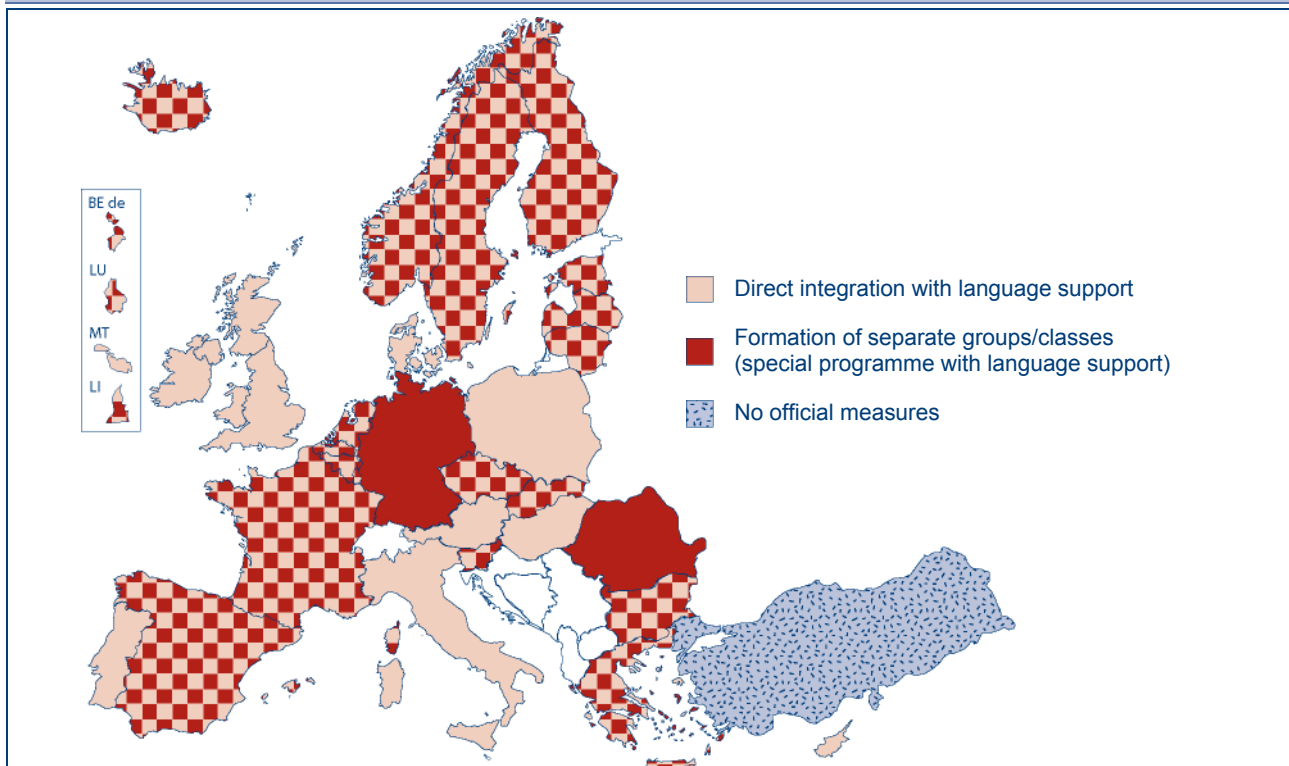 BE de
LU
MT
LI
Direct integration with language support
Formation of separate groups/classes
(special programme with language support)
No official measures